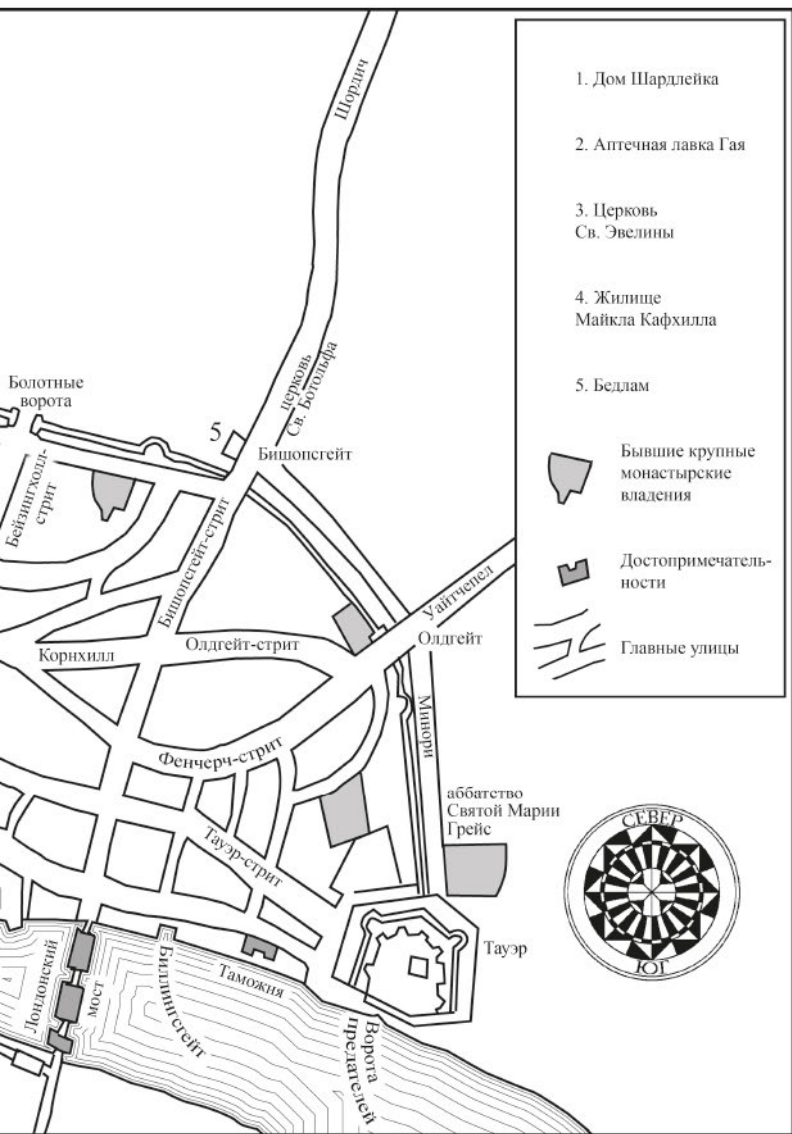 Шордич
церковь
Св. Ботольфа
Болотные
ворота
5
Бишопсгейт
Бейзингхолл-
стрит
Бишопсгейт-стрит
Уайтчепел
Корнхилл
Олдгейт-стрит
Олдгейт
Минори
Фенчерч-стрит
аббатство
Святой Марии
Грейс
Тауэр-стрит
Тауэр
Лондонский
мост
Биллингсгейт
Таможня
Ворота
предателей
1. Дом Шардлейка
2. Аптечная лавка Гая
3. Церковь
Св. Эвелины
4. Жилище
Майкла Кафхилла
5. Бедлам
Бывшие крупные
монастырские
владения
Достопримечатель-
ности
Главные улицы
СЕВЕР
ЮГ